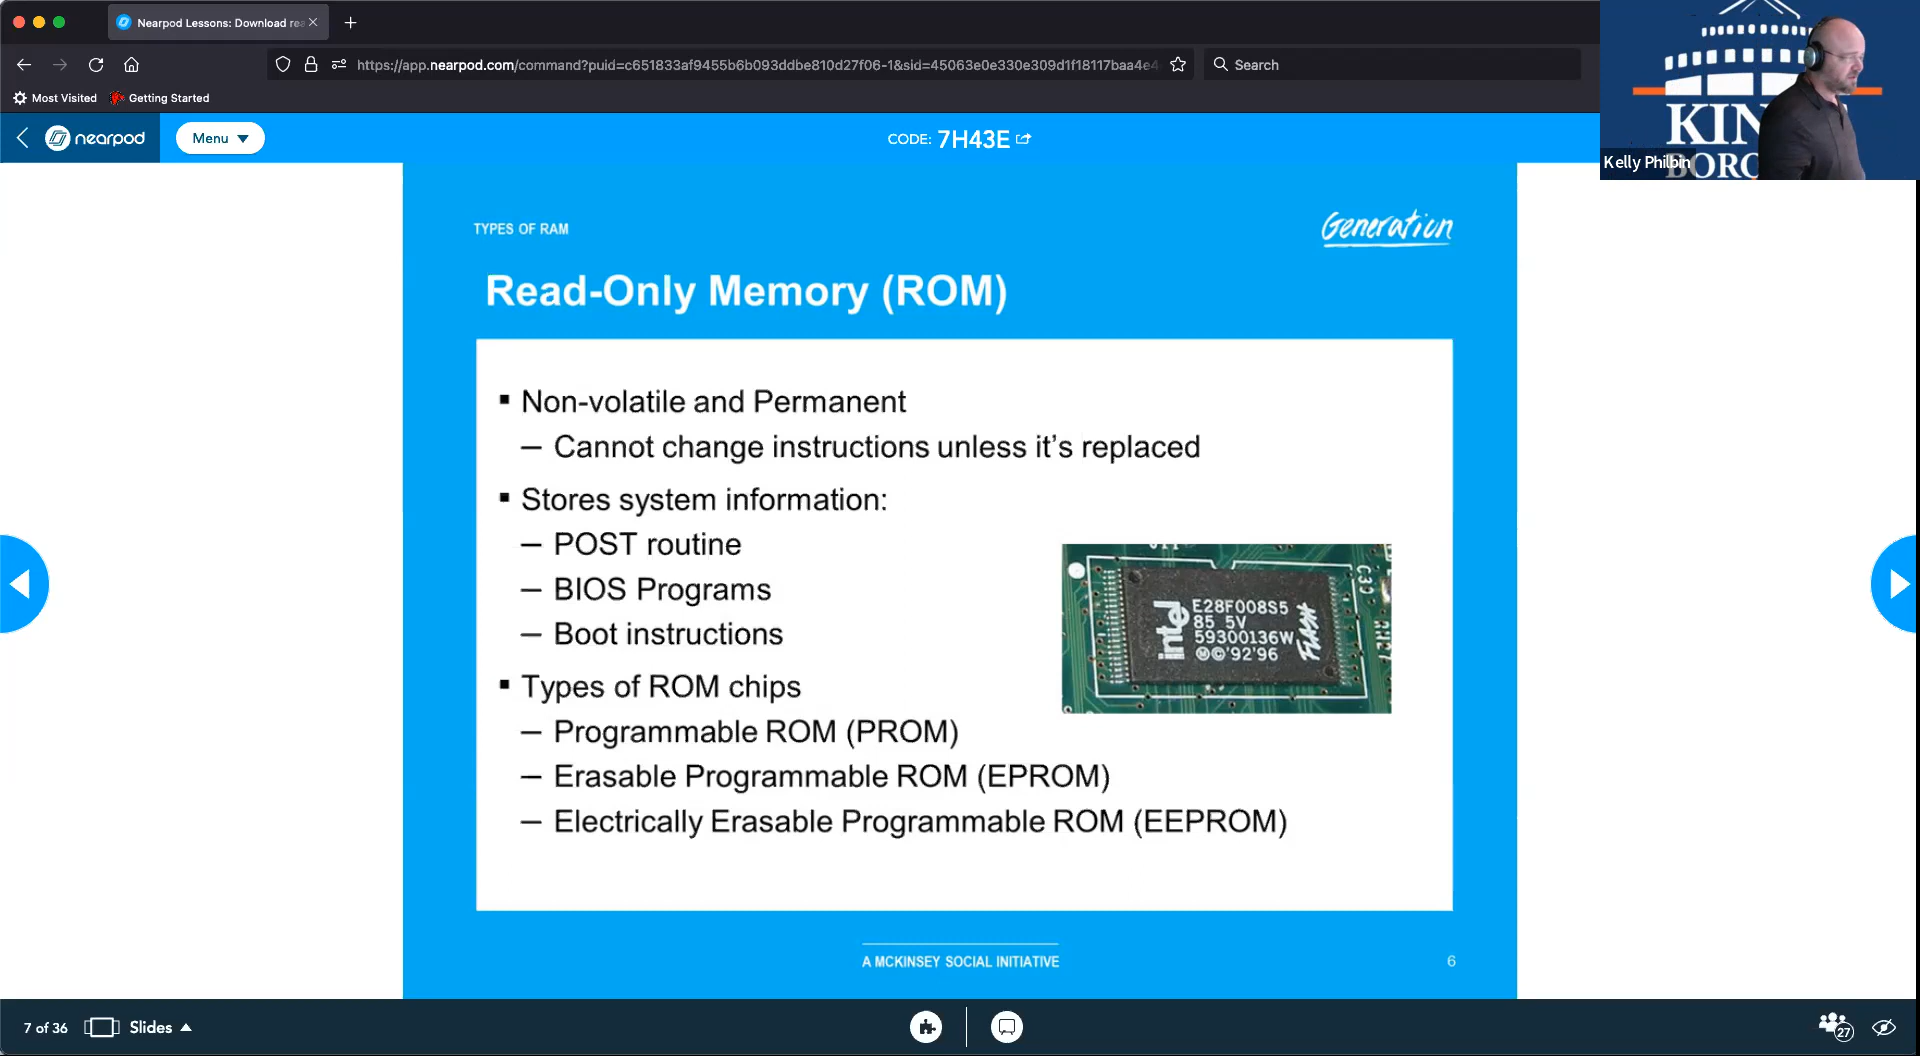 Nearpod Lessons: Download rea
https://app.nearpod.com/command?puid=c651833af9455b6b093ddbe810d27f06-1&sid=45063e0e330e309d1f18117baa4e4
Search
Most Visited
Getting Started
nearpod
Menu
CODE: 7H43E
KIN
BORO
Kelly Philbin
TYPES OF RAM
Generation
Read-Only Memory (ROM)
▪ Non-volatile and Permanent
– Cannot change instructions unless it's replaced
▪ Stores system information:
– POST routine
– BIOS Programs
– Boot instructions
▪ Types of ROM chips
– Programmable ROM (PROM)
– Erasable Programmable ROM (EPROM)
– Electrically Erasable Programmable ROM (EEPROM)
intel
E28F008S5
85 5V
59300136W
Ⓜ©'92'96
FLASH
C39
A MCKINSEY SOCIAL INITIATIVE
6
7 of 36
Slides
27